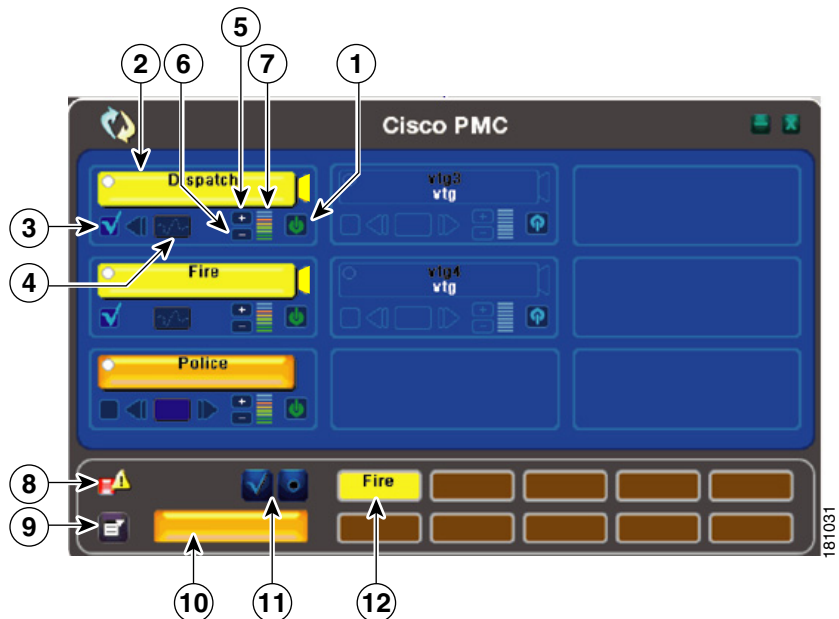 5
2 6 7 1
Cisco PMC
Dispatch
vtg3
vtg
+
−
3
4
Fire
vtg4
vtg
+
−
Police
+
−
8
Fire
9
181031
10 11 12